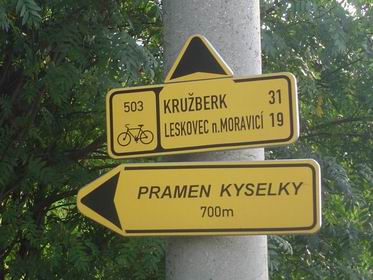 503
KRUŽBERK 31
LESKOVEC n.MORAVICÍ 19
PRAMEN KYSELKY
700m